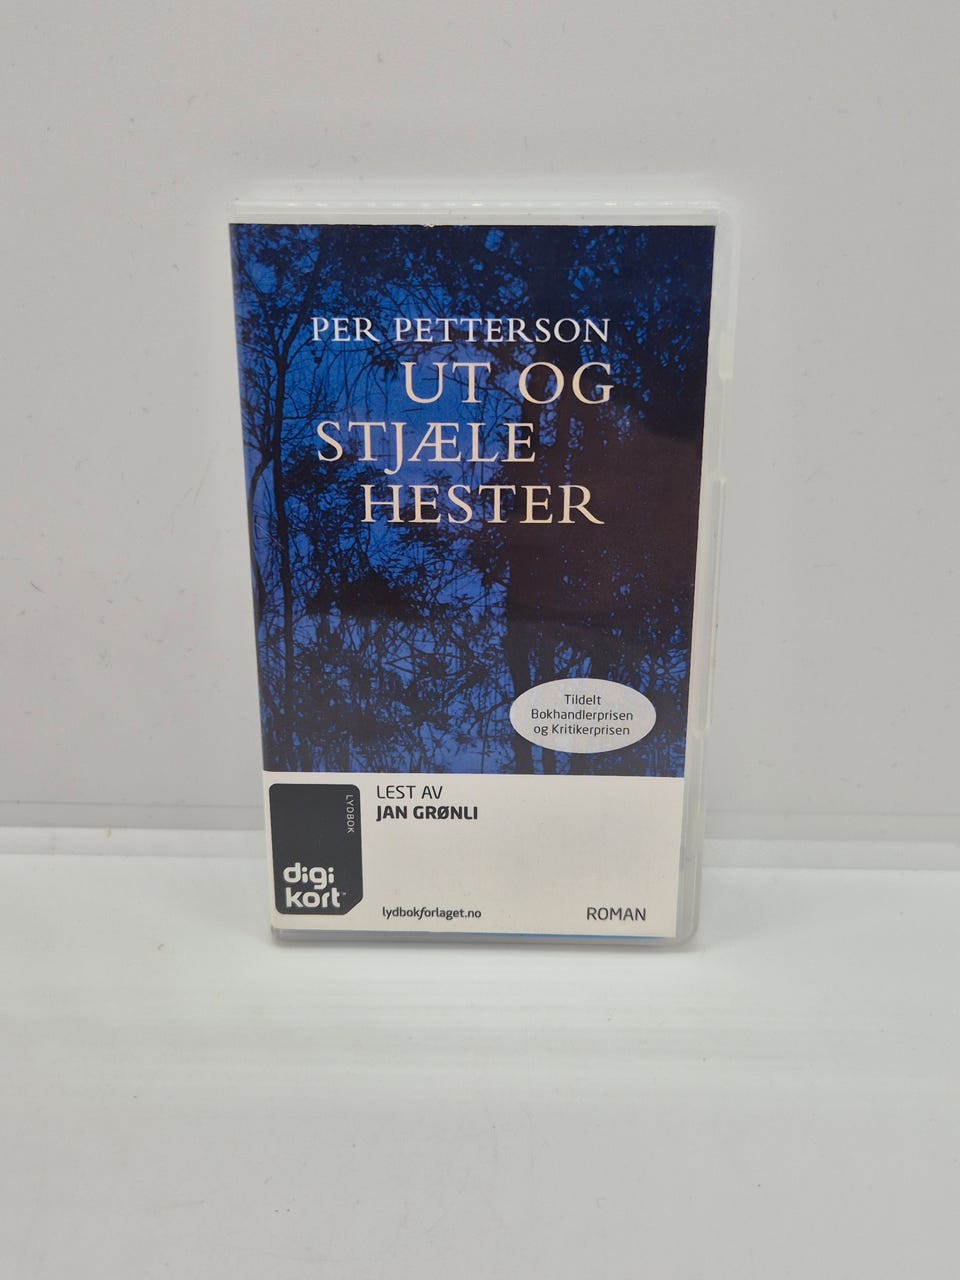 PER PETTERSON
UT OG
STJÆLE
HESTER
Tildelt
Bokhandlerprisen
og Kritikerprisen
LEST AV
JAN GRØNLI
LYDBOK
digi
kort™
lydbokforlaget.no
ROMAN